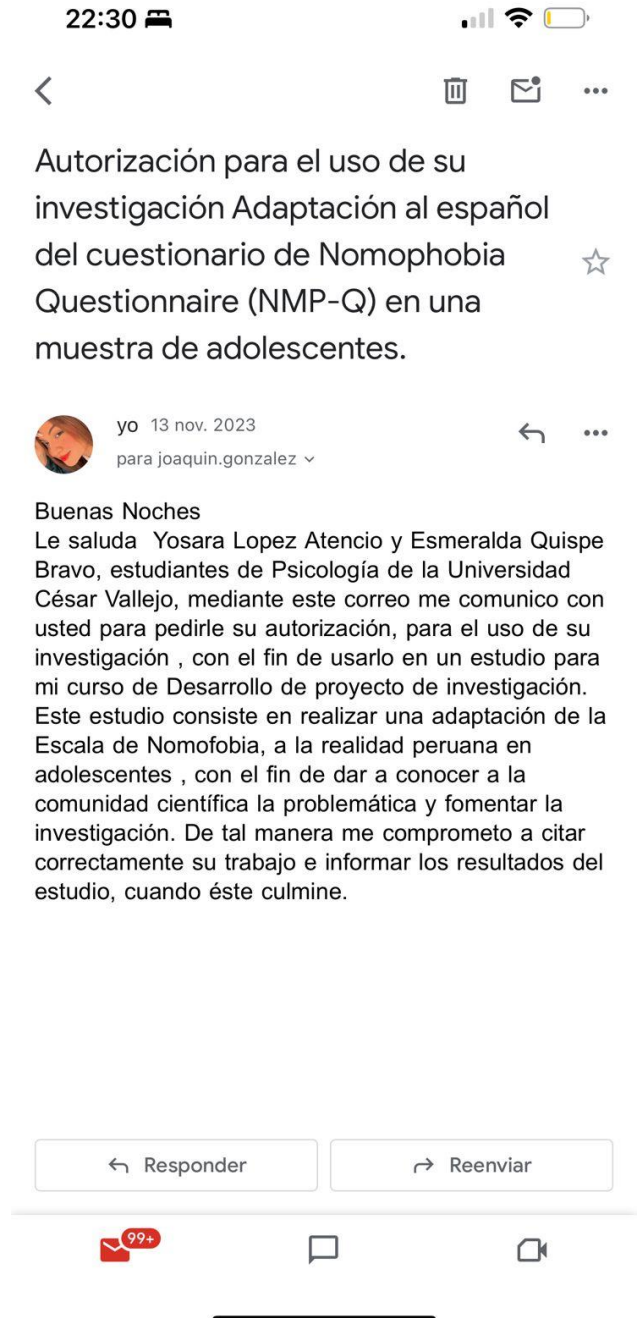 22:30
Autorización para el uso de su
investigación Adaptación al español
del cuestionario de Nomophobia
Questionnaire (NMP-Q) en una
muestra de adolescentes.
yo 13 nov. 2023
para joaquin.gonzalez
Buenas Noches
Le saluda Yosara Lopez Atencio y Esmeralda Quispe
Bravo, estudiantes de Psicología de la Universidad
César Vallejo, mediante este correo me comunico con
usted para pedirle su autorización, para el uso de su
investigación , con el fin de usarlo en un estudio para
mi curso de Desarrollo de proyecto de investigación.
Este estudio consiste en realizar una adaptación de la
Escala de Nomofobia, a la realidad peruana en
adolescentes , con el fin de dar a conocer a la
comunidad científica la problemática y fomentar la
investigación. De tal manera me comprometo a citar
correctamente su trabajo e informar los resultados del
estudio, cuando éste culmine.
Responder Reenviar
99+